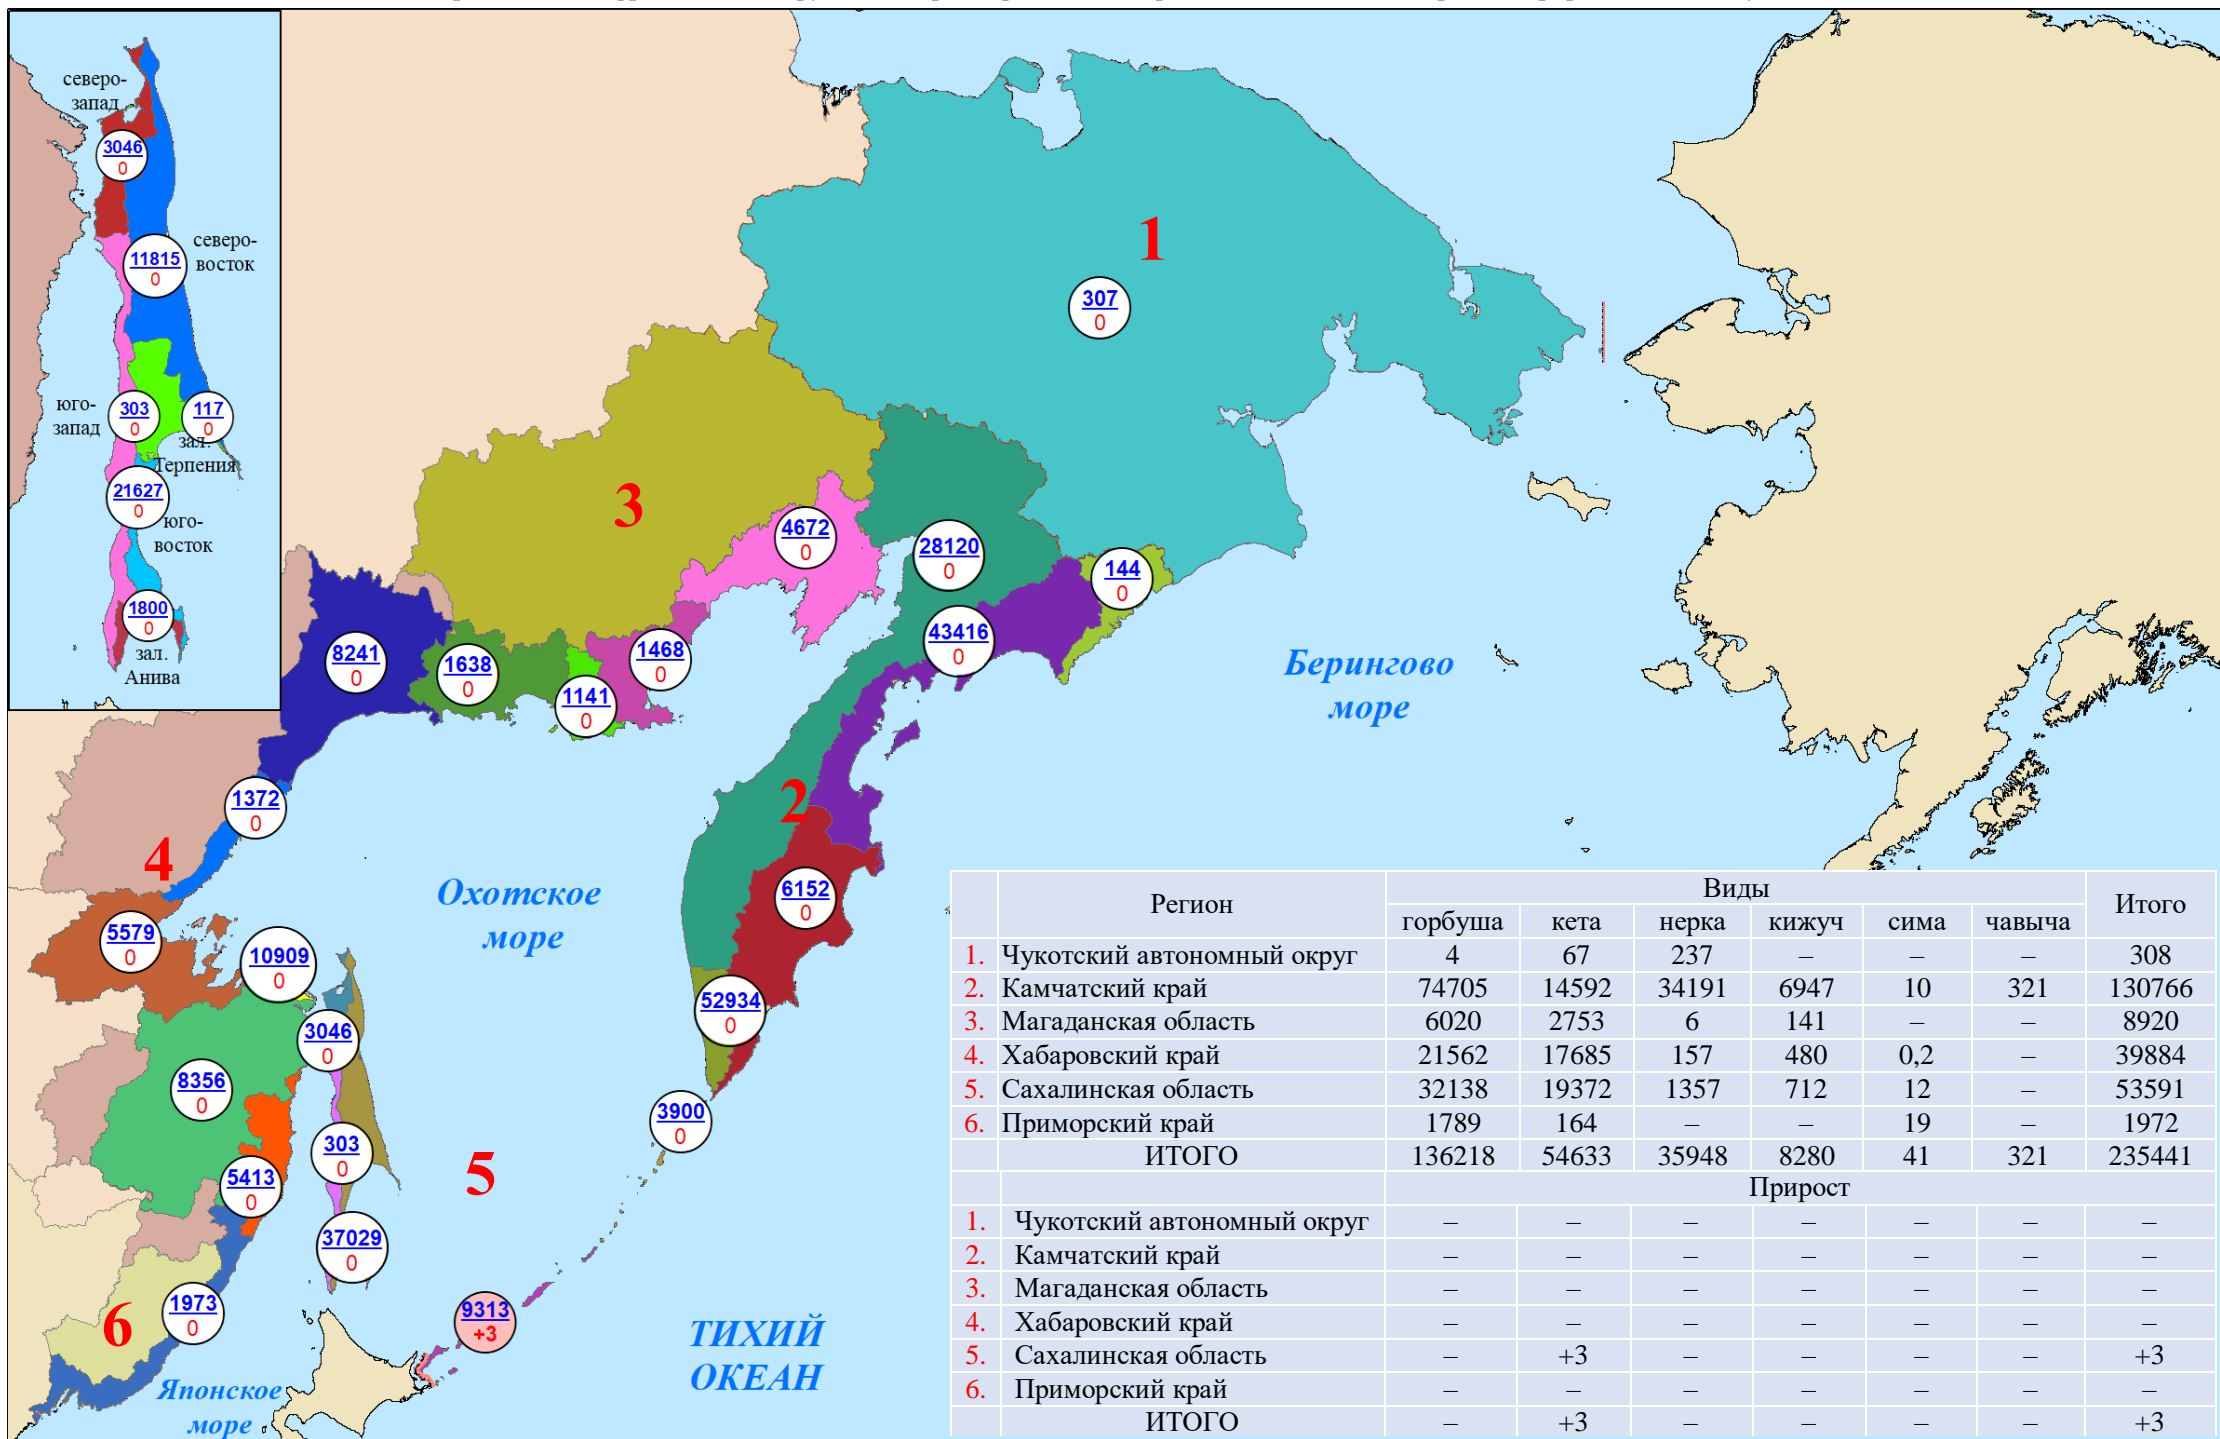 северо-
запад
3046
0
северо-
восток
11815
0
юго-
запад
303
0
117
0
зал.
Терпения
21627
0
юго-
восток
1800
0
зал.
Анива
1
307
0
3
4672
0
28120
0
144
0
43416
0
8241
0
1638
0
1141
0
1468
0
Берингово
море
1372
0
4
2
Охотское
море
6152
0
5579
0
10909
0
52934
0
3046
0
8356
0
3900
0
303
0
5
5413
0
37029
0
6
1973
0
9313
+3
ТИХИЙ
ОКЕАН
Японское
море
Регион Виды Итого
горбуша кета нерка кижуч сима чавыча
1. Чукотский автономный округ 4 67 237 – – – 308
2. Камчатский край 74705 14592 34191 6947 10 321 130766
3. Магаданская область 6020 2753 6 141 – – 8920
4. Хабаровский край 21562 17685 157 480 0,2 – 39884
5. Сахалинская область 32138 19372 1357 712 12 – 53591
6. Приморский край 1789 164 – – 19 – 1972
ИТОГО 136218 54633 35948 8280 41 321 235441
Прирост
1. Чукотский автономный округ – – – – – – –
2. Камчатский край – – – – – – –
3. Магаданская область – – – – – – –
4. Хабаровский край – – – – – – –
5. Сахалинская область – +3 – – – – +3
6. Приморский край – – – – – – –
ИТОГО – +3 – – – – +3